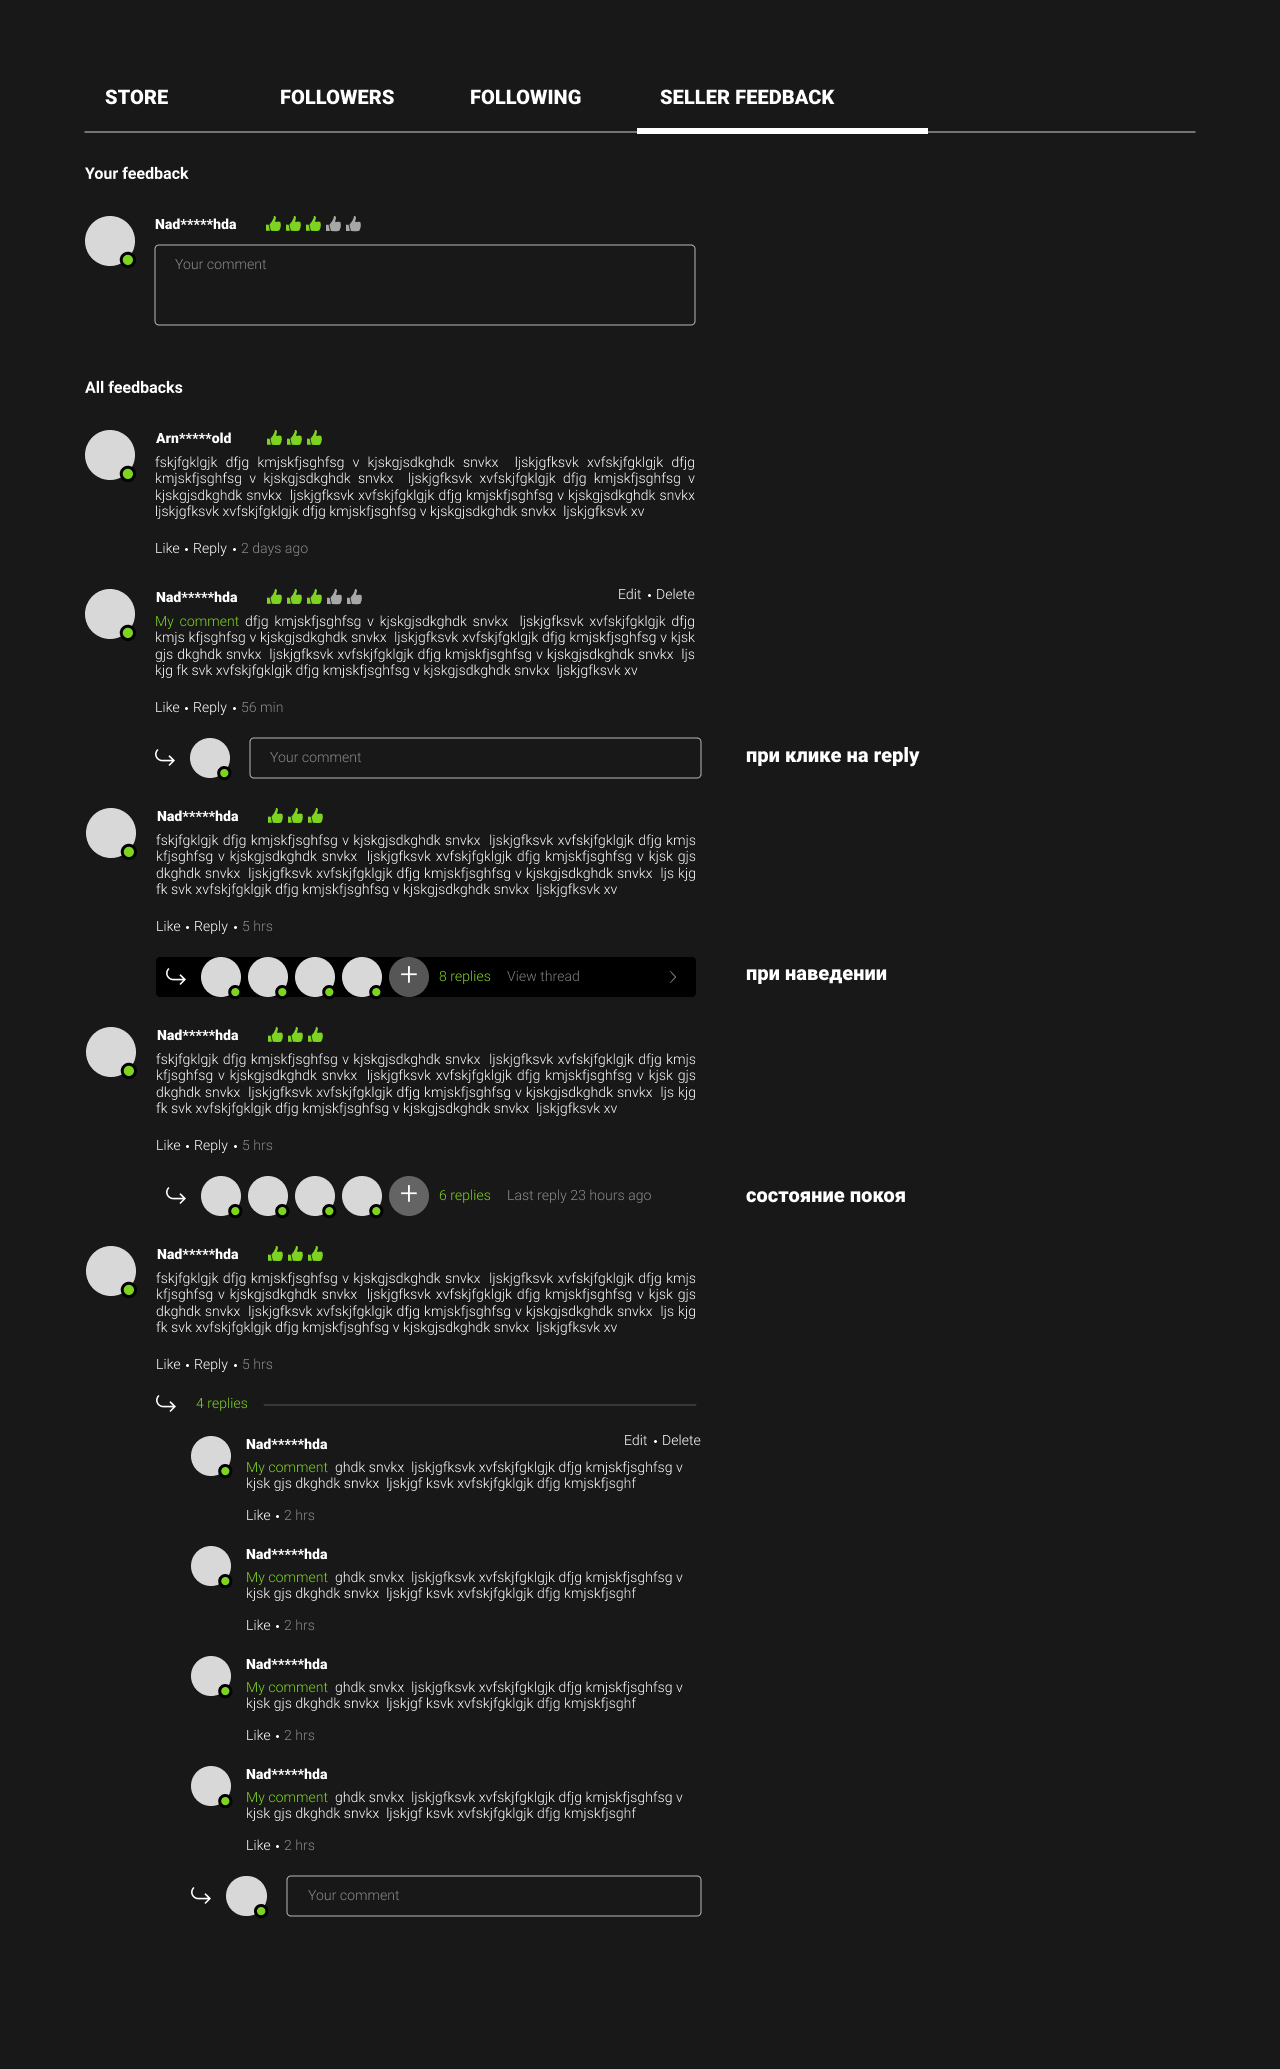 STORE FOLLOWERS FOLLOWING SELLER FEEDBACK
Your feedback
Nad*****hda
Your comment
All feedbacks
Arn*****old
fskjfgklgjk dfjg kmjskfjsghfsg v kjskgjsdkghdk snvkx ljskjgfksvk xvfskjfgklgjk dfjg
kmjskfjsghfsg v kjskgjsdkghdk snvkx ljskjgfksvk xvfskjfgklgjk dfjg kmjskfjsghfsg v
kjskgjsdkghdk snvkx ljskjgfksvk xvfskjfgklgjk dfjg kmjskfjsghfsg v kjskgjsdkghdk snvkx
ljskjgfksvk xvfskjfgklgjk dfjg kmjskfjsghfsg v kjskgjsdkghdk snvkx ljskjgfksvk xv
Like • Reply • 2 days ago
Nad*****hda Edit • Delete
My comment dfjg kmjskfjsghfsg v kjskgjsdkghdk snvkx ljskjgfksvk xvfskjfgklgjk dfjg
kmjs kfjsghfsg v kjskgjsdkghdk snvkx ljskjgfksvk xvfskjfgklgjk dfjg kmjskfjsghfsg v kjsk
gjs dkghdk snvkx ljskjgfksvk xvfskjfgklgjk dfjg kmjskfjsghfsg v kjskgjsdkghdk snvkx ljs
kjg fk svk xvfskjfgklgjk dfjg kmjskfjsghfsg v kjskgjsdkghdk snvkx ljskjgfksvk xv
Like • Reply • 56 min
Your comment при клике на reply
Nad*****hda
fskjfgklgjk dfjg kmjskfjsghfsg v kjskgjsdkghdk snvkx ljskjgfksvk xvfskjfgklgjk dfjg kmjs
kfjsghfsg v kjskgjsdkghdk snvkx ljskjgfksvk xvfskjfgklgjk dfjg kmjskfjsghfsg v kjsk gjs
dkghdk snvkx ljskjgfksvk xvfskjfgklgjk dfjg kmjskfjsghfsg v kjskgjsdkghdk snvkx ljs kjg
fk svk xvfskjfgklgjk dfjg kmjskfjsghfsg v kjskgjsdkghdk snvkx ljskjgfksvk xv
Like • Reply • 5 hrs
8 replies View thread при наведении
Nad*****hda
fskjfgklgjk dfjg kmjskfjsghfsg v kjskgjsdkghdk snvkx ljskjgfksvk xvfskjfgklgjk dfjg kmjs
kfjsghfsg v kjskgjsdkghdk snvkx ljskjgfksvk xvfskjfgklgjk dfjg kmjskfjsghfsg v kjsk gjs
dkghdk snvkx ljskjgfksvk xvfskjfgklgjk dfjg kmjskfjsghfsg v kjskgjsdkghdk snvkx ljs kjg
fk svk xvfskjfgklgjk dfjg kmjskfjsghfsg v kjskgjsdkghdk snvkx ljskjgfksvk xv
Like • Reply • 5 hrs
6 replies Last reply 23 hours ago состояние покоя
Nad*****hda
fskjfgklgjk dfjg kmjskfjsghfsg v kjskgjsdkghdk snvkx ljskjgfksvk xvfskjfgklgjk dfjg kmjs
kfjsghfsg v kjskgjsdkghdk snvkx ljskjgfksvk xvfskjfgklgjk dfjg kmjskfjsghfsg v kjsk gjs
dkghdk snvkx ljskjgfksvk xvfskjfgklgjk dfjg kmjskfjsghfsg v kjskgjsdkghdk snvkx ljs kjg
fk svk xvfskjfgklgjk dfjg kmjskfjsghfsg v kjskgjsdkghdk snvkx ljskjgfksvk xv
Like • Reply • 5 hrs
4 replies
Nad*****hda Edit • Delete
My comment ghdk snvkx ljskjgfksvk xvfskjfgklgjk dfjg kmjskfjsghfsg v
kjsk gjs dkghdk snvkx ljskjgf ksvk xvfskjfgklgjk dfjg kmjskfjsghf
Like • 2 hrs
Nad*****hda
My comment ghdk snvkx ljskjgfksvk xvfskjfgklgjk dfjg kmjskfjsghfsg v
kjsk gjs dkghdk snvkx ljskjgf ksvk xvfskjfgklgjk dfjg kmjskfjsghf
Like • 2 hrs
Nad*****hda
My comment ghdk snvkx ljskjgfksvk xvfskjfgklgjk dfjg kmjskfjsghfsg v
kjsk gjs dkghdk snvkx ljskjgf ksvk xvfskjfgklgjk dfjg kmjskfjsghf
Like • 2 hrs
Nad*****hda
My comment ghdk snvkx ljskjgfksvk xvfskjfgklgjk dfjg kmjskfjsghfsg v
kjsk gjs dkghdk snvkx ljskjgf ksvk xvfskjfgklgjk dfjg kmjskfjsghf
Like • 2 hrs
Your comment